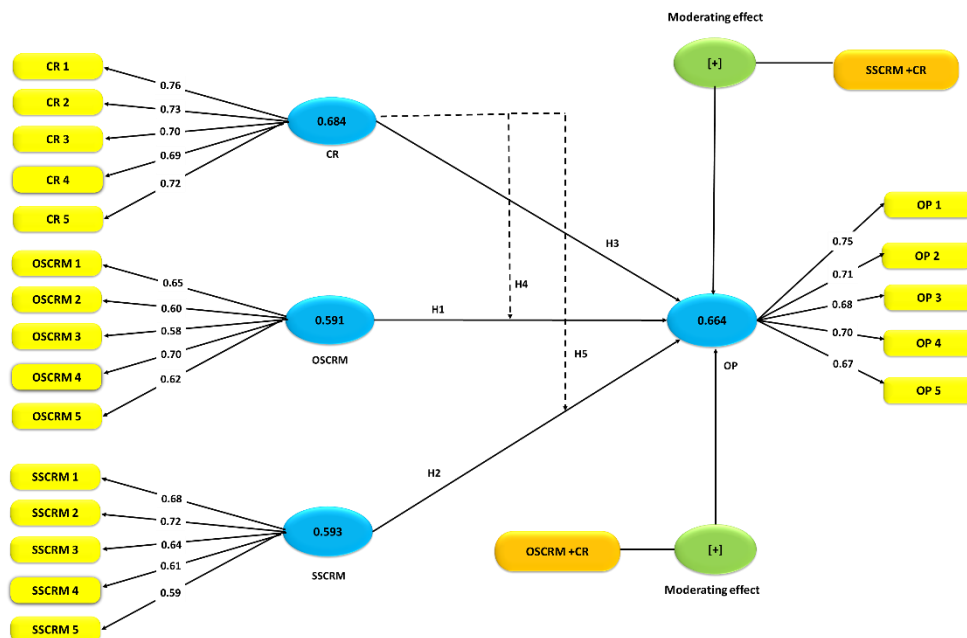 Moderating effect
[+]
SSCRM +CR
CR 1
CR 2
CR 3
CR 4
CR 5
0.76
0.73
0.70
0.69
0.72
0.684
CR
H3
H4
H5
OSCRM 1
OSCRM 2
OSCRM 3
OSCRM 4
OSCRM 5
0.65
0.60
0.58
0.70
0.62
0.591
OSCRM
H1
0.664
OP
0.75
0.71
0.68
0.70
0.67
OP 1
OP 2
OP 3
OP 4
OP 5
SSCRM 1
SSCRM 2
SSCRM 3
SSCRM 4
SSCRM 5
0.68
0.72
0.64
0.61
0.59
0.593
SSCRM
H2
OSCRM +CR
[+]
Moderating effect